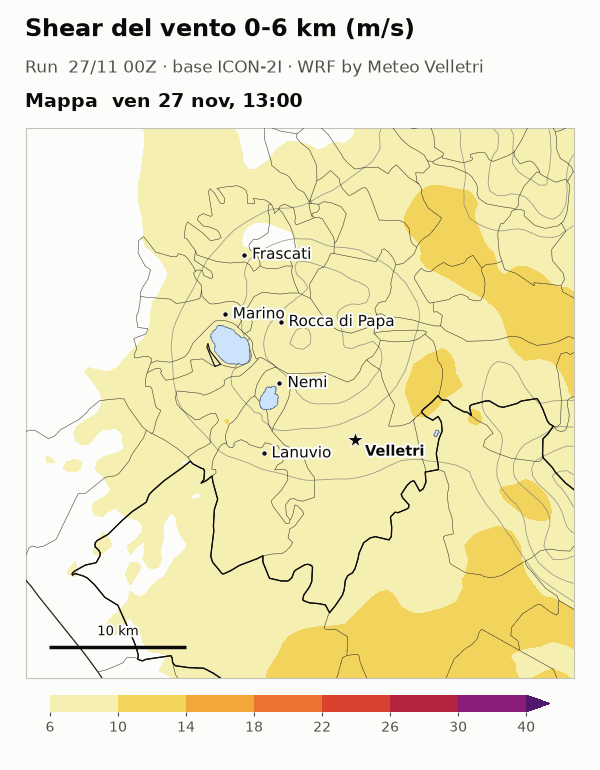 Shear del vento 0-6 km (m/s)
Run 27/11 00Z · base ICON-2I · WRF by Meteo Velletri
Mappa ven 27 nov, 13:00
Frascati
Marino
Rocca di Papa
Nemi
Velletri
Lanuvio
10 km
6 10 14 18 22 26 30 40